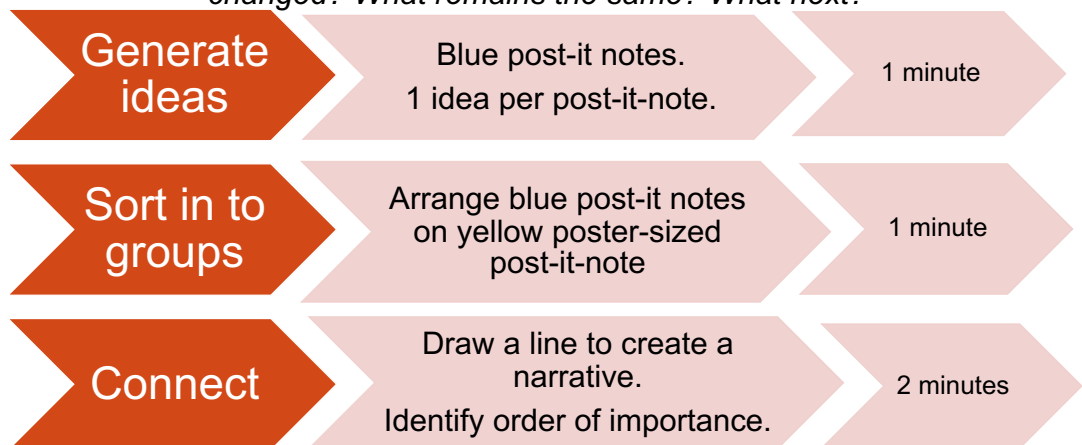 changed? What remains the same? What next?
Generate
ideas
Blue post-it notes.
1 idea per post-it-note.
1 minute
Sort in to
groups
Arrange blue post-it notes
on yellow poster-sized
post-it-note
1 minute
Connect
Draw a line to create a
narrative.
Identify order of importance.
2 minutes